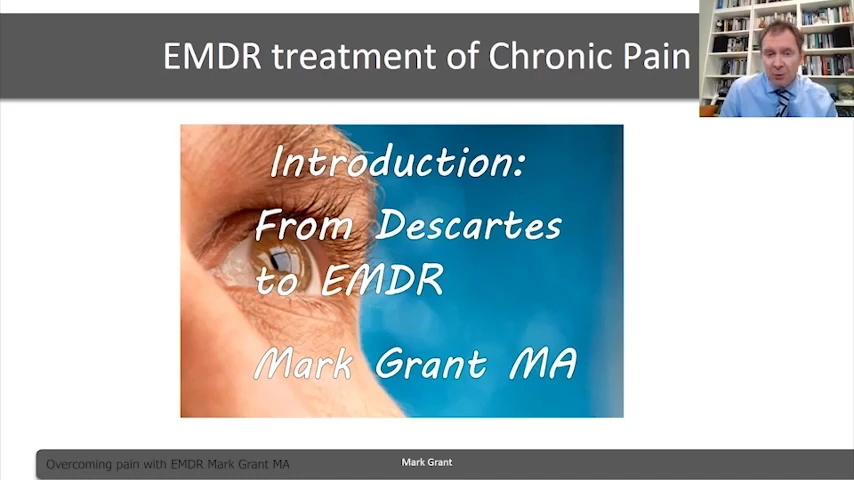 EMDR treatment of Chronic Pain
Introduction:
From Descartes
to EMDR
Mark Grant MA
Overcoming pain with EMDR Mark Grant MA
Mark Grant